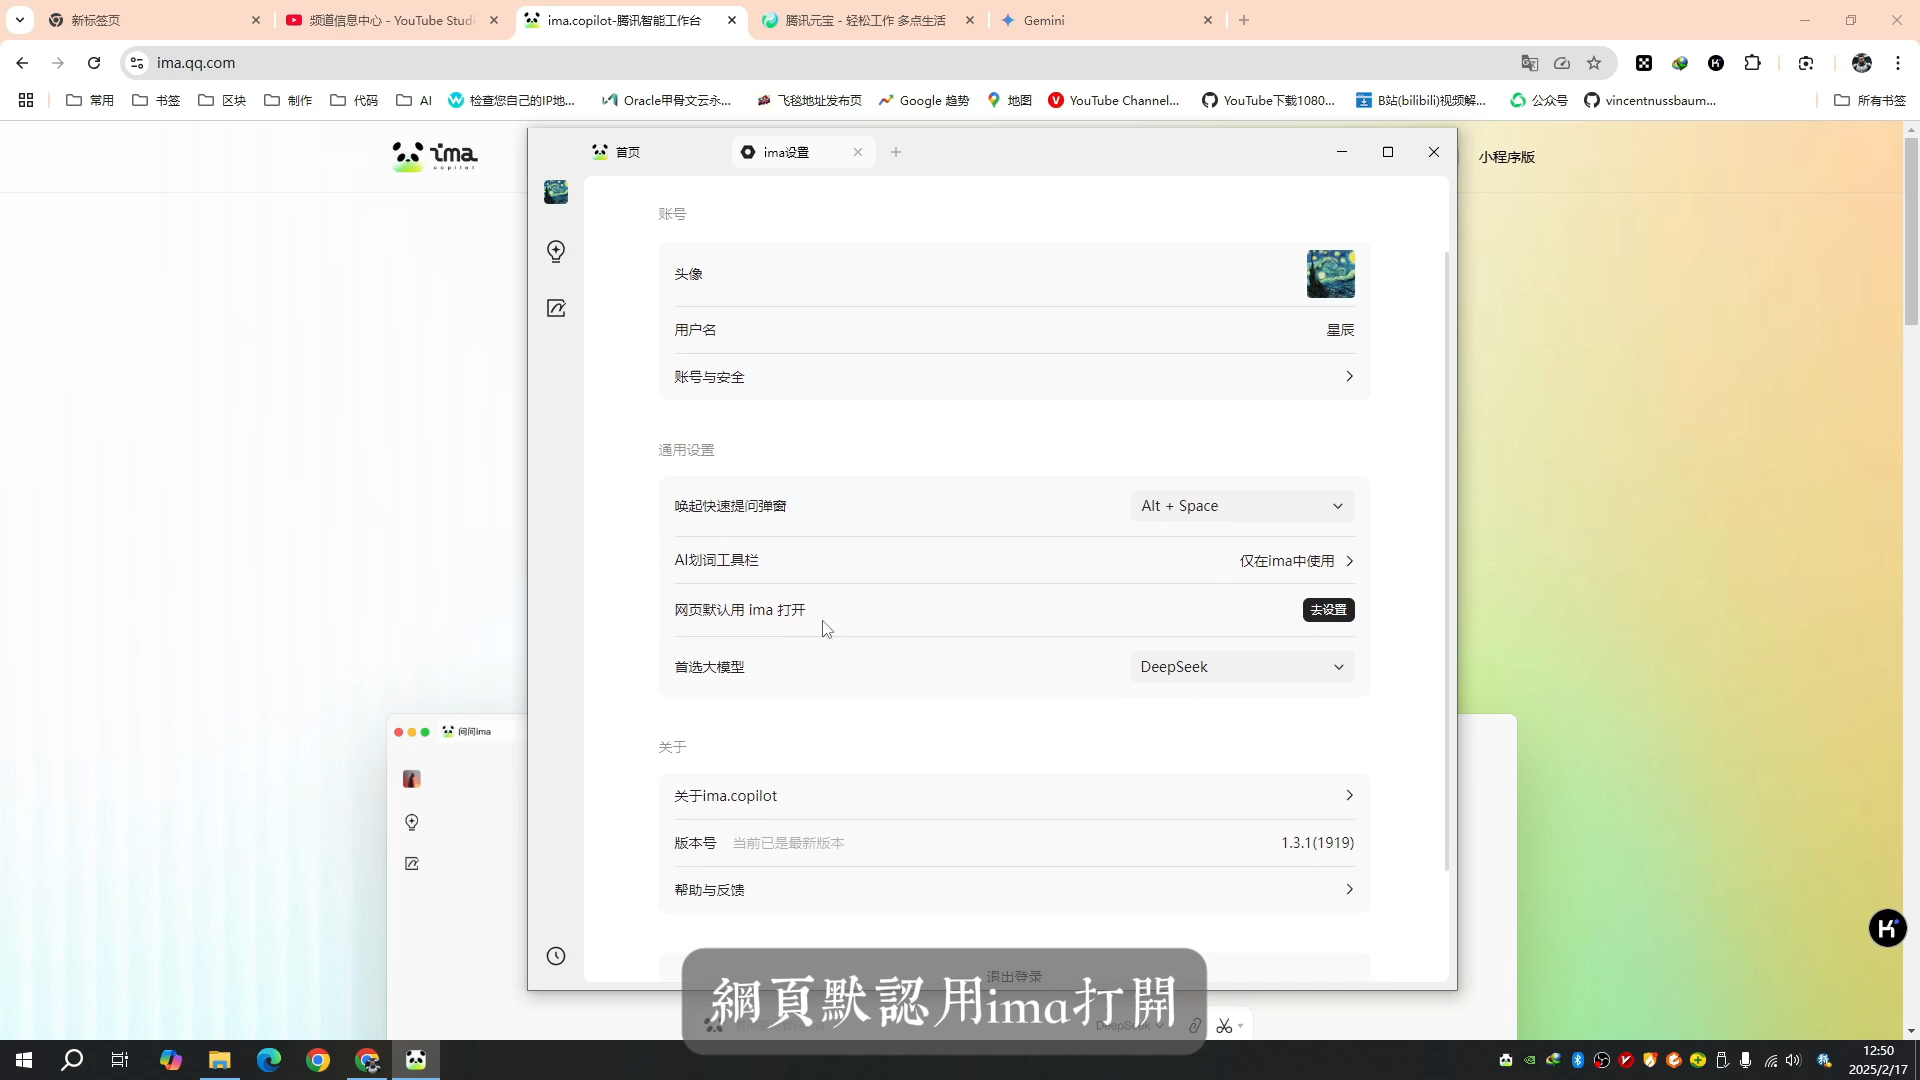 新标签页
频道信息中心 - YouTube Studi
ima.copilot-腾讯智能工作台
腾讯元宝 - 轻松工作 多点生活
Gemini
ima.qq.com
常用
书签
区块
制作
代码
AI
检查您自己的IP地...
Oracle甲骨文云永...
飞毯地址发布页
Google 趋势
地图
YouTube Channel...
YouTube下载1080...
B站(bilibili)视频解...
公众号
vincentnussbaum...
所有书签
ima
copilot
首页
ima设置
小程序版
账号
头像
用户名
星辰
账号与安全
通用设置
唤起快速提问弹窗
Alt + Space
AI划词工具栏
仅在ima中使用
网页默认用 ima 打开
去设置
首选大模型
DeepSeek
问问ima
关于
关于ima.copilot
版本号 当前已是最新版本
1.3.1(1919)
帮助与反馈
退出登录
網頁默認用ima打開
DeepSeek
12:50
2025/2/17